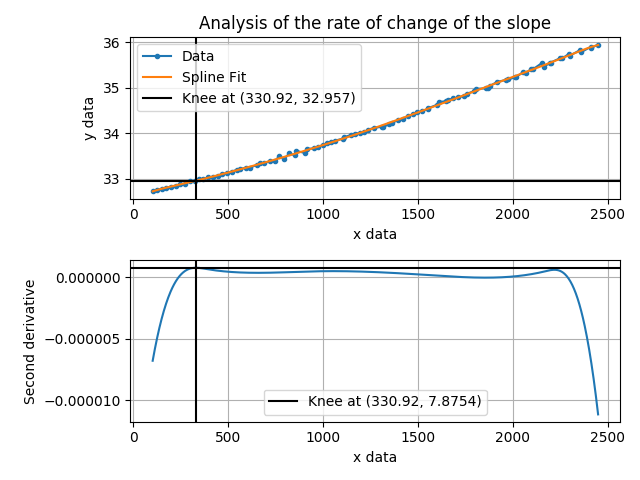 Analysis of the rate of change of the slope
36
35
34
33
y data
Data
Spline Fit
Knee at (330.92, 32.957)
0
500
1000
1500
2000
2500
x data
0.000000
−0.000005
−0.000010
Second derivative
Knee at (330.92, 7.8754)
0
500
1000
1500
2000
2500
x data